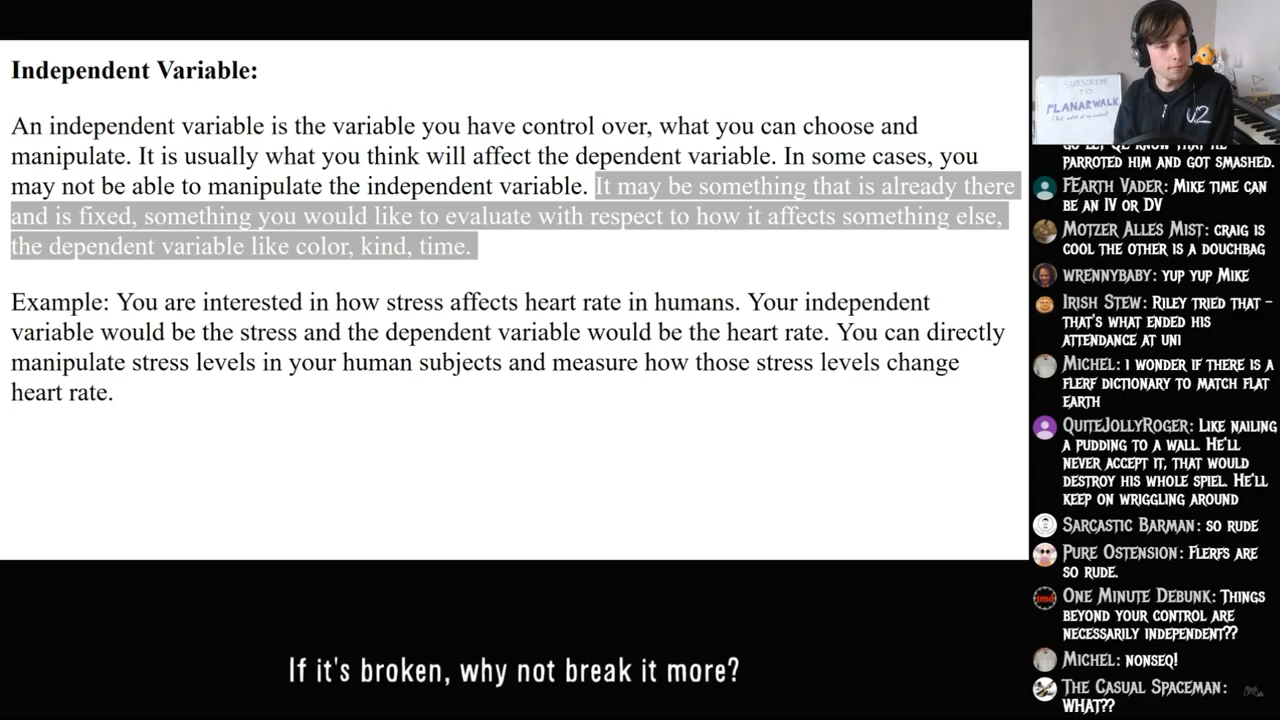 Independent Variable:
An independent variable is the variable you have control over, what you can choose and
manipulate. It is usually what you think will affect the dependent variable. In some cases, you
may not be able to manipulate the independent variable. It may be something that is already there
and is fixed, something you would like to evaluate with respect to how it affects something else,
the dependent variable like color, kind, time.
Example: You are interested in how stress affects heart rate in humans. Your independent
variable would be the stress and the dependent variable would be the heart rate. You can directly
manipulate stress levels in your human subjects and measure how those stress levels change
heart rate.
If it's broken, why not break it more?
SUBSCRIBE
TO
PLANARWALK
V2
PARROTED HIM AND GOT SMASHED.
FEARTH VADER: MIKE TIME CAN
BE AN IV OR DV
MOTZER ALLES MIST: CRAIG IS
COOL THE OTHER IS A DOUCHBAG
WRENNYBABY: YUP YUP MIKE
IRISH STEW: RILEY TRIED THAT -
THAT'S WHAT ENDED HIS
ATTENDANCE AT UNI
MICHEL: I WONDER IF THERE IS A
FLERF DICTIONARY TO MATCH FLAT
EARTH
QUITEJOLLYROGER: LIKE NAILING
A PUDDING TO A WALL. HE'LL
NEVER ACCEPT IT, THAT WOULD
DESTROY HIS WHOLE SPIEL. HE'LL
KEEP ON WRIGGLING AROUND
SARCASTIC BARMAN: SO RUDE
PURE OSTENSION: FLERFS ARE
SO RUDE.
ONE MINUTE DEBUNK: THINGS
BEYOND YOUR CONTROL ARE
NECESSARILY INDEPENDENT??
MICHEL: NONSEQ!
THE CASUAL SPACEMAN:
WHAT??